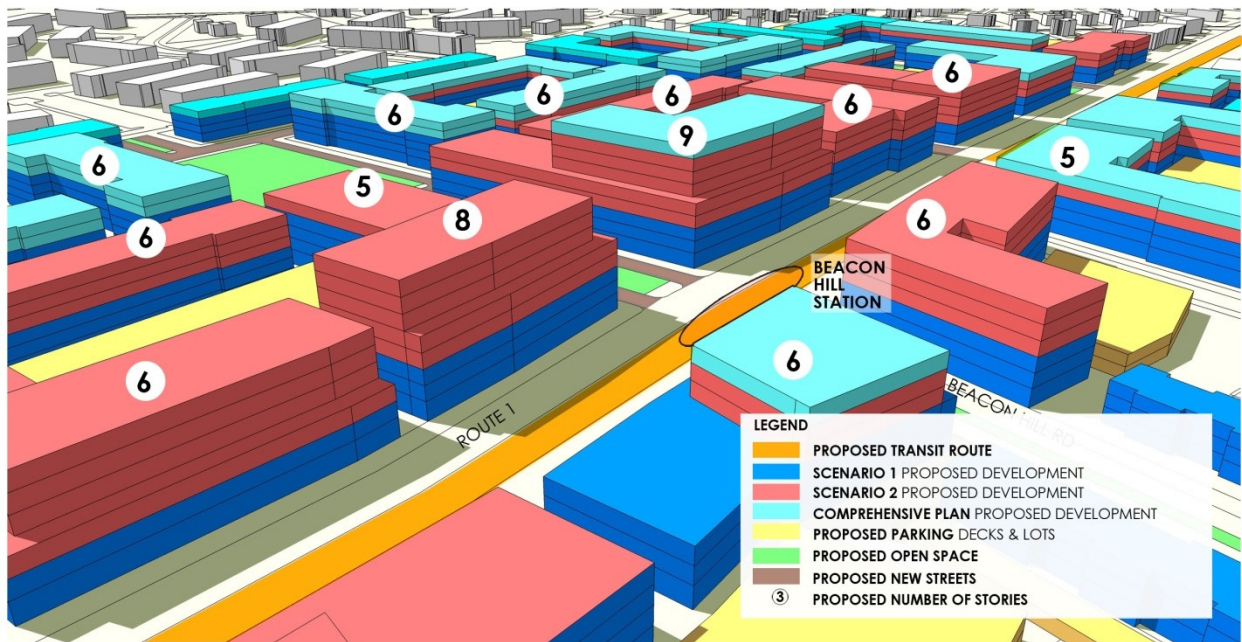 6
6
6
6
6
9
6
5
6
5
8
6
6
BEACON
HILL
STATION
6
6
ROUTE 1
BEACON HILL RD
LEGEND
PROPOSED TRANSIT ROUTE
SCENARIO 1 PROPOSED DEVELOPMENT
SCENARIO 2 PROPOSED DEVELOPMENT
COMPREHENSIVE PLAN PROPOSED DEVELOPMENT
PROPOSED PARKING DECKS & LOTS
PROPOSED OPEN SPACE
PROPOSED NEW STREETS
3 PROPOSED NUMBER OF STORIES